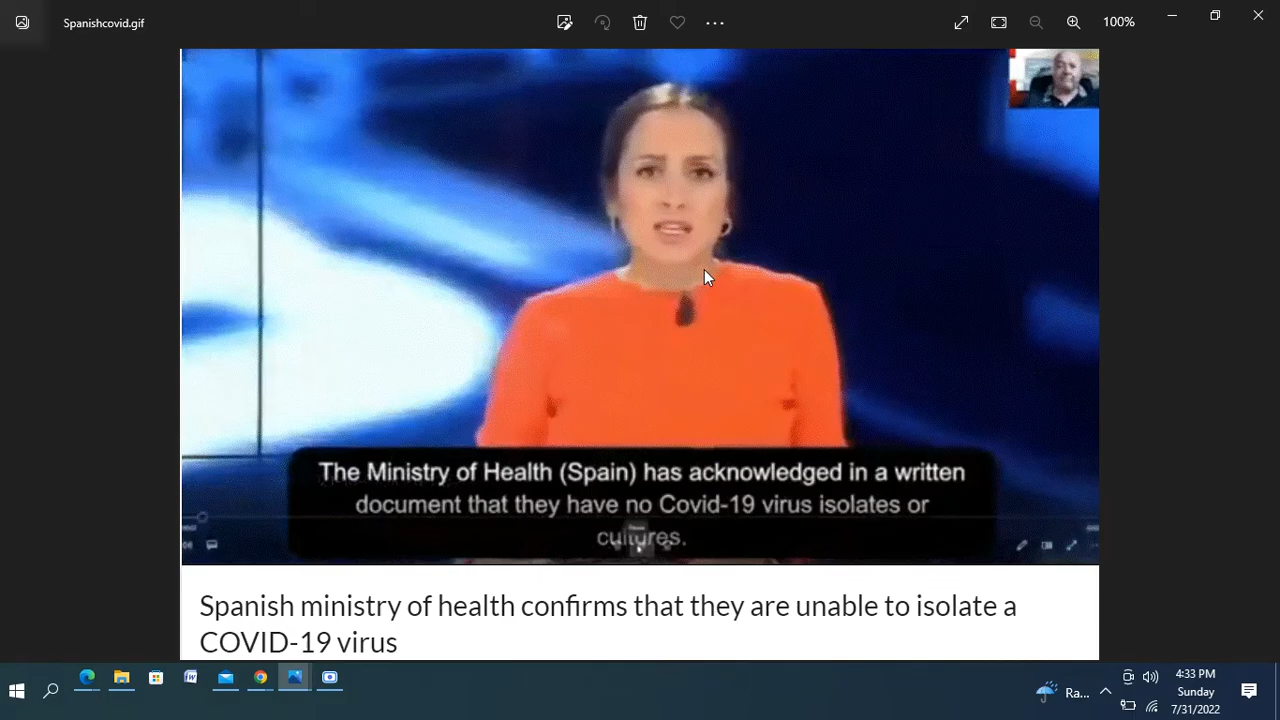 Spanishcovid.gif
100%
The Ministry of Health (Spain) has acknowledged in a written
document that they have no Covid-19 virus isolates or
cultures.
Spanish ministry of health confirms that they are unable to isolate a
COVID-19 virus
Ra...
4:33 PM
Sunday
7/31/2022